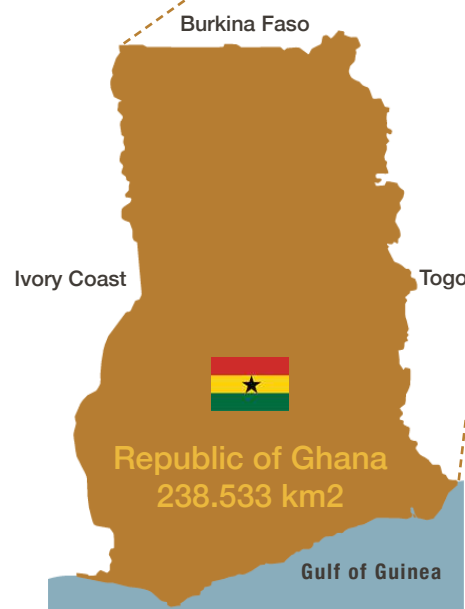 Burkina Faso
Ivory Coast
Togo
Republic of Ghana
238.533 km2
Gulf of Guinea